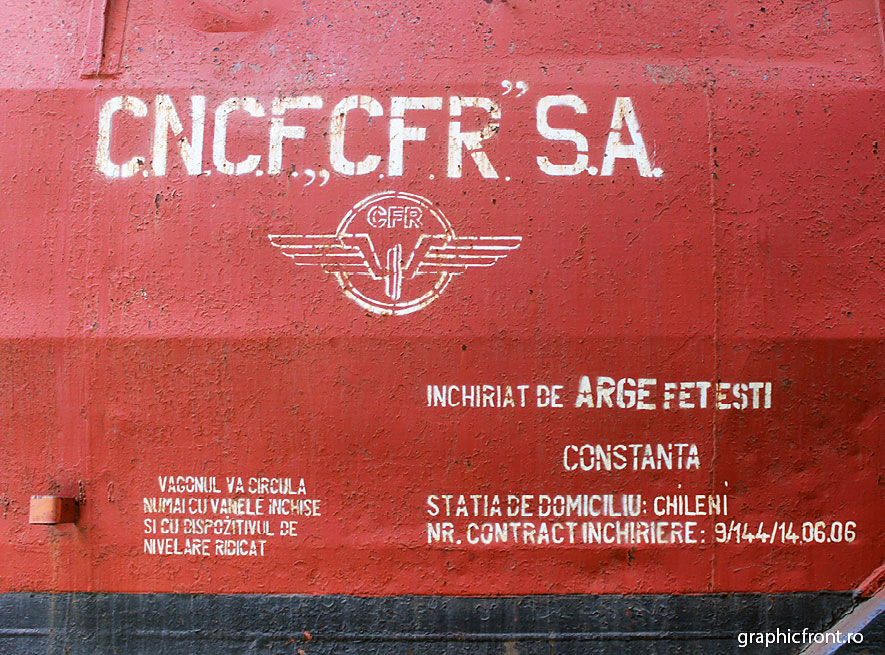 C.N.C.F. „C.F.R.” S.A.
CFR
INCHIRIAT DE ARGE FETESTI
CONSTANTA
VAGONUL VA CIRCULA
NUMAI CU VANELE INCHISE
SI CU DISPOZITIVUL DE
NIVELARE RIDICAT
STATIA DE DOMICILIU: CHILENI
NR. CONTRACT INCHIRIERE: 9/144/14.06.06
graphicfront.ro